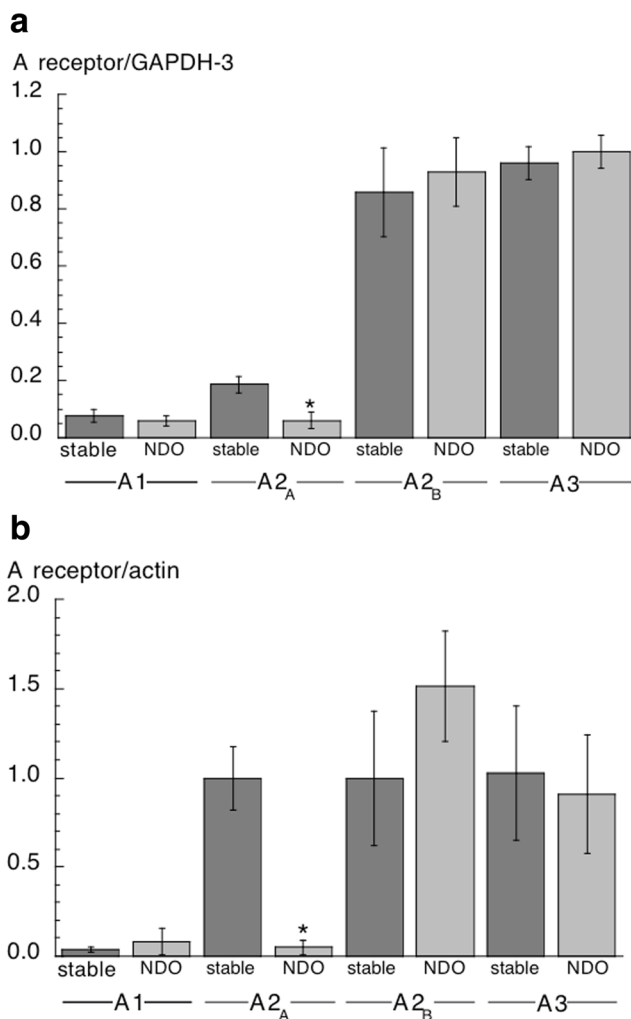 a
A receptor/GAPDH-3
1.2
1.0
0.8
0.6
0.4
0.2
0.0
*
stable NDO stable NDO stable NDO stable NDO
A1 A2A A2B A3
b
A receptor/actin
2.0
1.5
1.0
0.5
0.0
*
stable NDO stable NDO stable NDO stable NDO
A1 A2A A2B A3